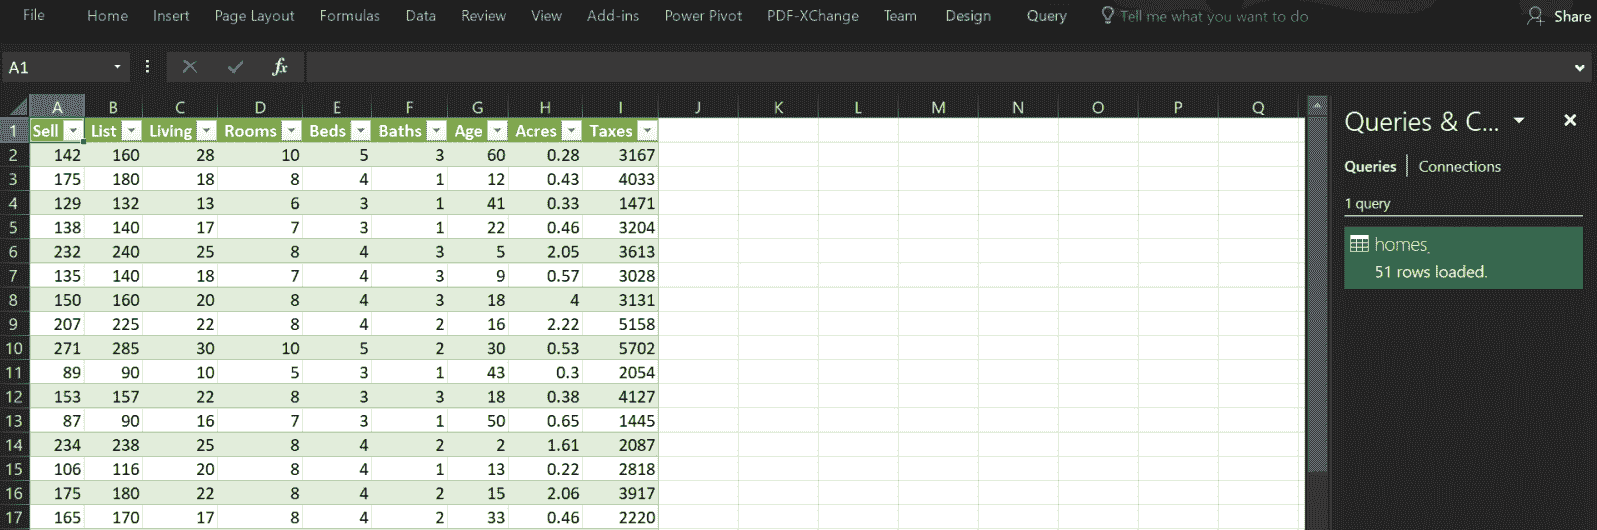 File Home Insert Page Layout Formulas Data Review View Add-ins Power Pivot PDF-XChange Team Design Query Tell me what you want to do Share
A1 fx
A B C D E F G H I J K L M N O P Q
1 Sell List Living Rooms Beds Baths Age Acres Taxes
2 142 160 28 10 5 3 60 0.28 3167
3 175 180 18 8 4 1 12 0.43 4033
4 129 132 13 6 3 1 41 0.33 1471
5 138 140 17 7 3 1 22 0.46 3204
6 232 240 25 8 4 3 5 2.05 3613
7 135 140 18 7 4 3 9 0.57 3028
8 150 160 20 8 4 3 18 4 3131
9 207 225 22 8 4 2 16 2.22 5158
10 271 285 30 10 5 2 30 0.53 5702
11 89 90 10 5 3 1 43 0.3 2054
12 153 157 22 8 3 3 18 0.38 4127
13 87 90 16 7 3 1 50 0.65 1445
14 234 238 25 8 4 2 2 1.61 2087
15 106 116 20 8 4 1 13 0.22 2818
16 175 180 22 8 4 2 15 2.06 3917
17 165 170 17 8 4 2 33 0.46 2220
Queries & C...
Queries Connections
1 query
homes
51 rows loaded.